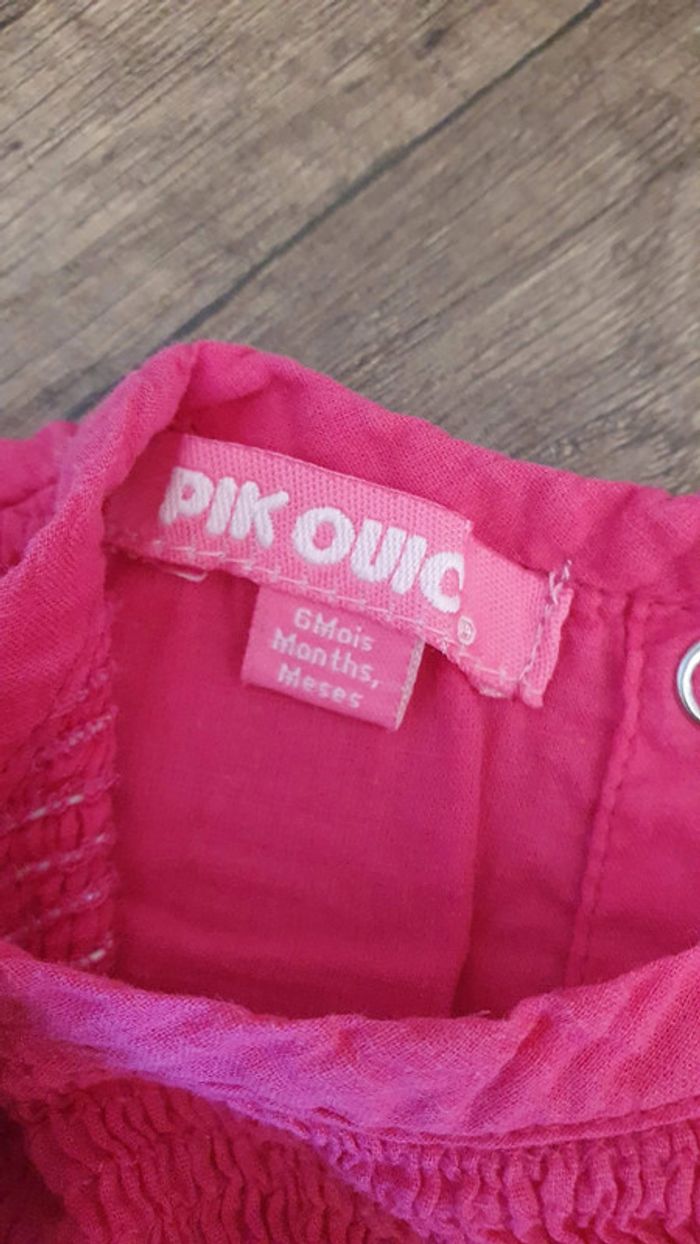 PIK OUIC
®
6Mois
Months,
Meses